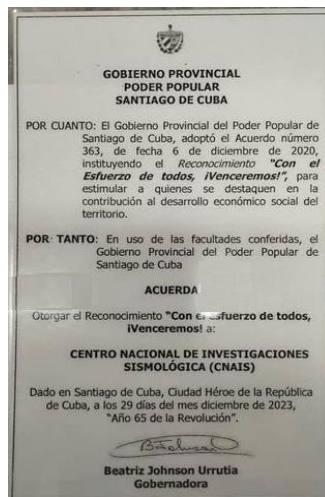 GOBIERNO PROVINCIAL
PODER POPULAR
SANTIAGO DE CUBA
POR CUANTO: El Gobierno Provincial del Poder Popular de
Santiago de Cuba, adoptó el Acuerdo número
363, de fecha 6 de diciembre de 2020,
instituyendo el Reconocimiento "Con el
Esfuerzo de todos, ¡Venceremos!", para
estimular a quienes se destaquen en la
contribución al desarrollo económico social del
territorio.
POR TANTO: En uso de las facultades conferidas, el
Gobierno Provincial del Poder Popular de
Santiago de Cuba
ACUERDA
Otorgar el Reconocimiento "Con el esfuerzo de todos,
¡Venceremos! a:
CENTRO NACIONAL DE INVESTIGACIONES
SISMOLÓGICA (CNAIS)
Dado en Santiago de Cuba, Ciudad Héroe de la República
de Cuba, a los 29 días del mes diciembre de 2023,
"Año 65 de la Revolución".
Beatriz Johnson Urrutia
Gobernadora